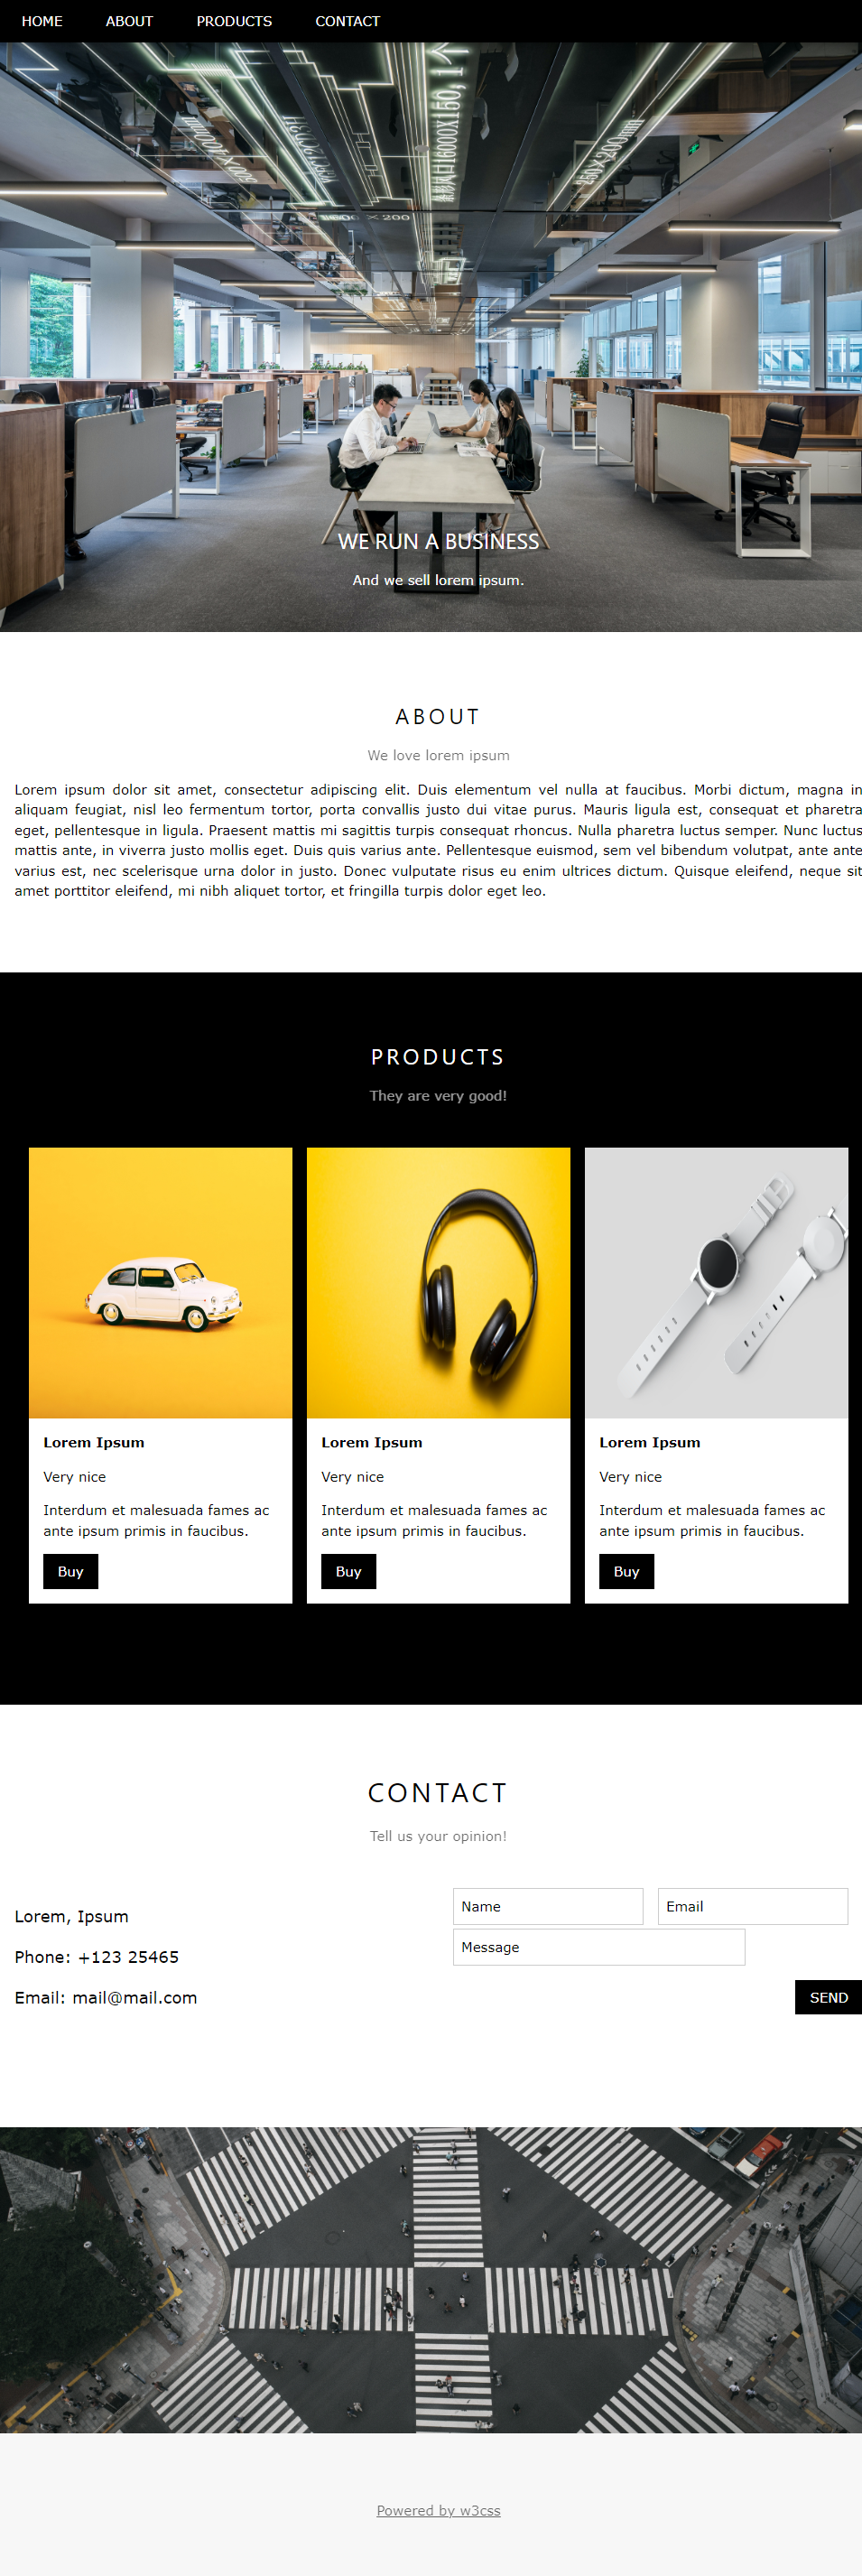 HOME ABOUT PRODUCTS CONTACT
WE RUN A BUSINESS
And we sell lorem ipsum.
ABOUT
We love lorem ipsum
Lorem ipsum dolor sit amet, consectetur adipiscing elit. Duis elementum vel nulla at faucibus. Morbi dictum, magna in
aliquam feugiat, nisl leo fermentum tortor, porta convallis justo dui vitae purus. Mauris ligula est, consequat et pharetra
eget, pellentesque in ligula. Praesent mattis mi sagittis turpis consequat rhoncus. Nulla pharetra luctus semper. Nunc luctus
mattis ante, in viverra justo mollis eget. Duis quis varius ante. Pellentesque euismod, sem vel bibendum volutpat, ante ante
varius est, nec scelerisque urna dolor in justo. Donec vulputate risus eu enim ultrices dictum. Quisque eleifend, neque sit
amet porttitor eleifend, mi nibh aliquet tortor, et fringilla turpis dolor eget leo.
PRODUCTS
They are very good!
Lorem Ipsum
Very nice
Interdum et malesuada fames ac
ante ipsum primis in faucibus.
Buy
Lorem Ipsum
Very nice
Interdum et malesuada fames ac
ante ipsum primis in faucibus.
Buy
Lorem Ipsum
Very nice
Interdum et malesuada fames ac
ante ipsum primis in faucibus.
Buy
CONTACT
Tell us your opinion!
Lorem, Ipsum
Phone: +123 25465
Email: mail@mail.com
Name
Email
Message
SEND
Powered by w3css